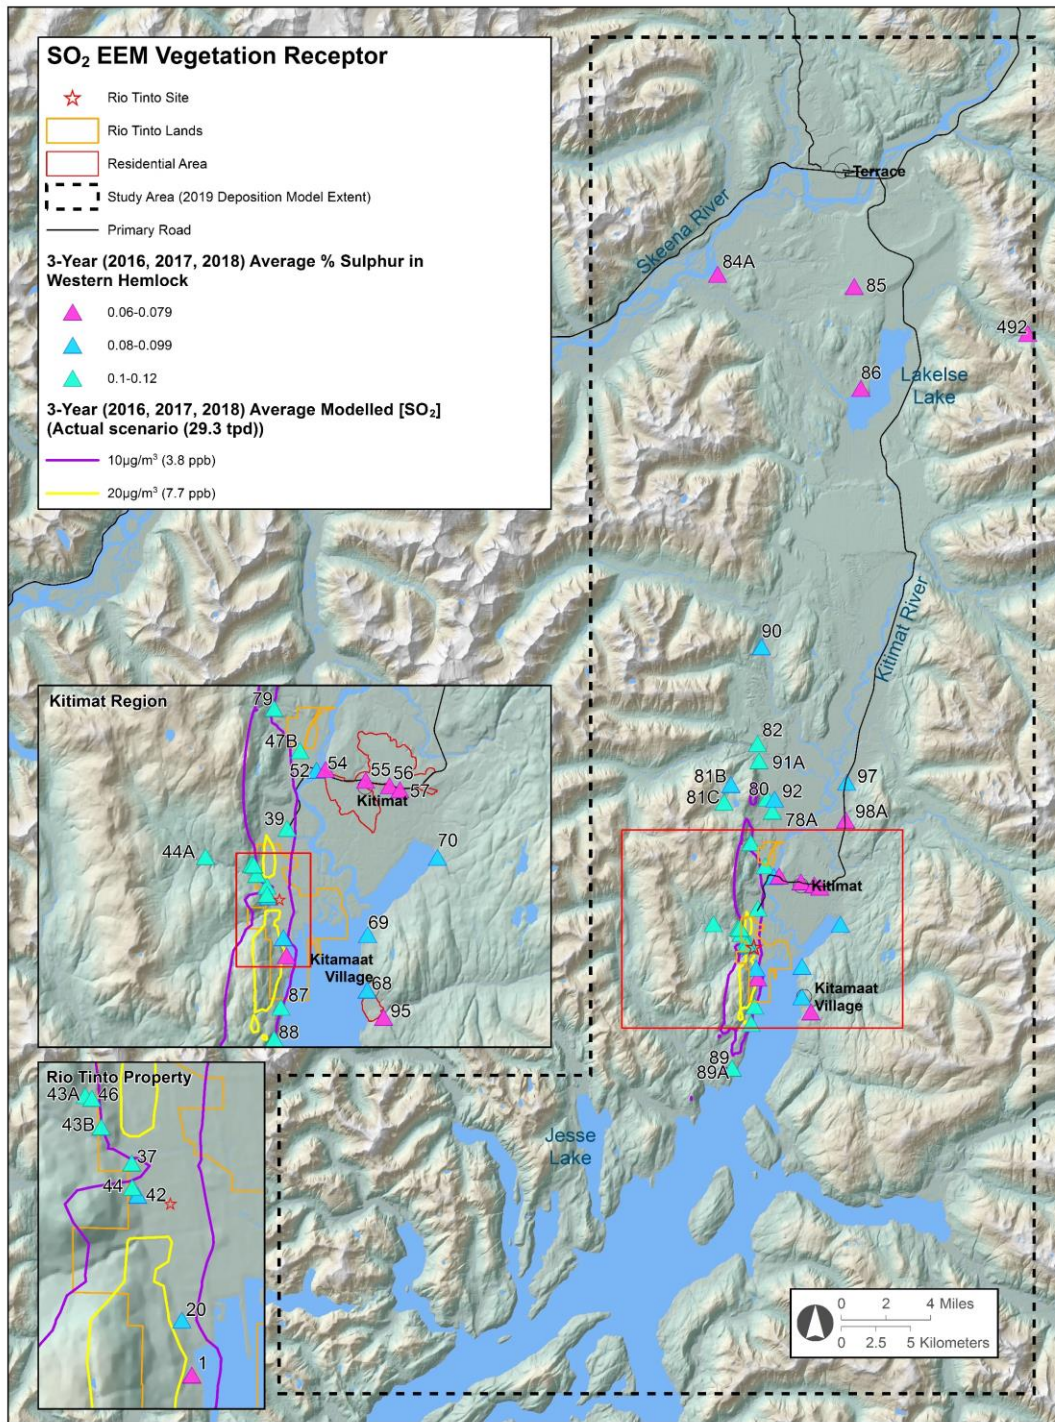 SO₂ EEM Vegetation Receptor
Rio Tinto Site
Rio Tinto Lands
Residential Area
Study Area (2019 Deposition Model Extent)
Primary Road
3-Year (2016, 2017, 2018) Average % Sulphur in
Western Hemlock
0.06-0.079
0.08-0.099
0.1-0.12
3-Year (2016, 2017, 2018) Average Modelled [SO₂]
(Actual scenario (29.3 tpd))
10µg/m³ (3.8 ppb)
20µg/m³ (7.7 ppb)
Terrace
Skeena River
84A
85
492
86
Lakelse
Lake
Kitimat River
90
82
91A
81B
80
92
97
81C
78A
98A
Kitimat
Kitamaat
Village
89
89A
Jesse
Lake
Kitimat Region
79
47B
52
54
55
56
57
Kitimat
39
70
44A
69
Kitamaat
Village
68
87
95
88
Rio Tinto Property
43A
46
43B
37
44
42
20
1
0 2 4 Miles
0 2.5 5 Kilometers